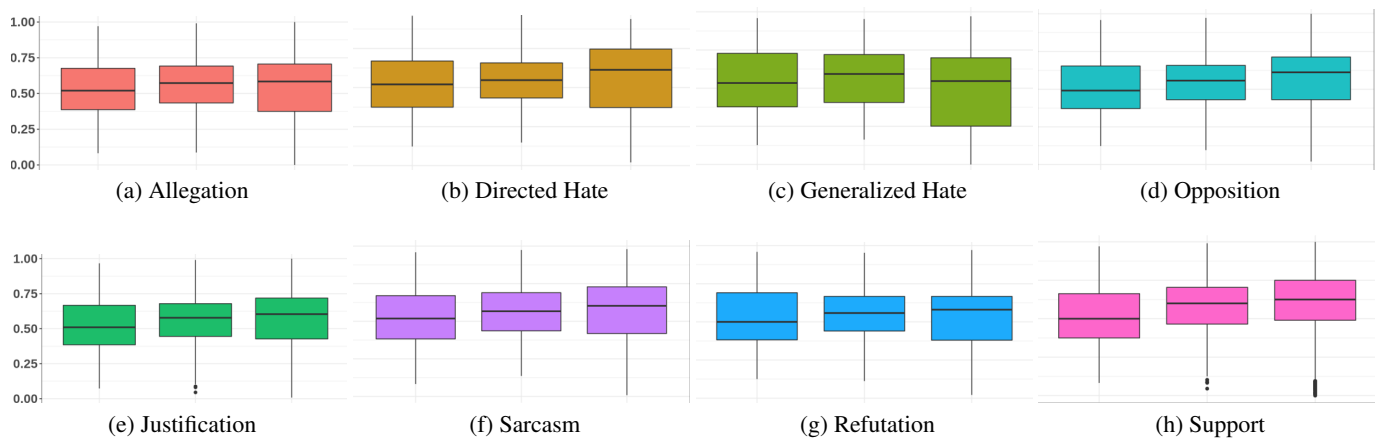 1.00
0.75
0.50
0.25
0.00
(a) Allegation
(b) Directed Hate
(c) Generalized Hate
(d) Opposition
1.00
0.75
0.50
0.25
0.00
(e) Justification
(f) Sarcasm
(g) Refutation
(h) Support